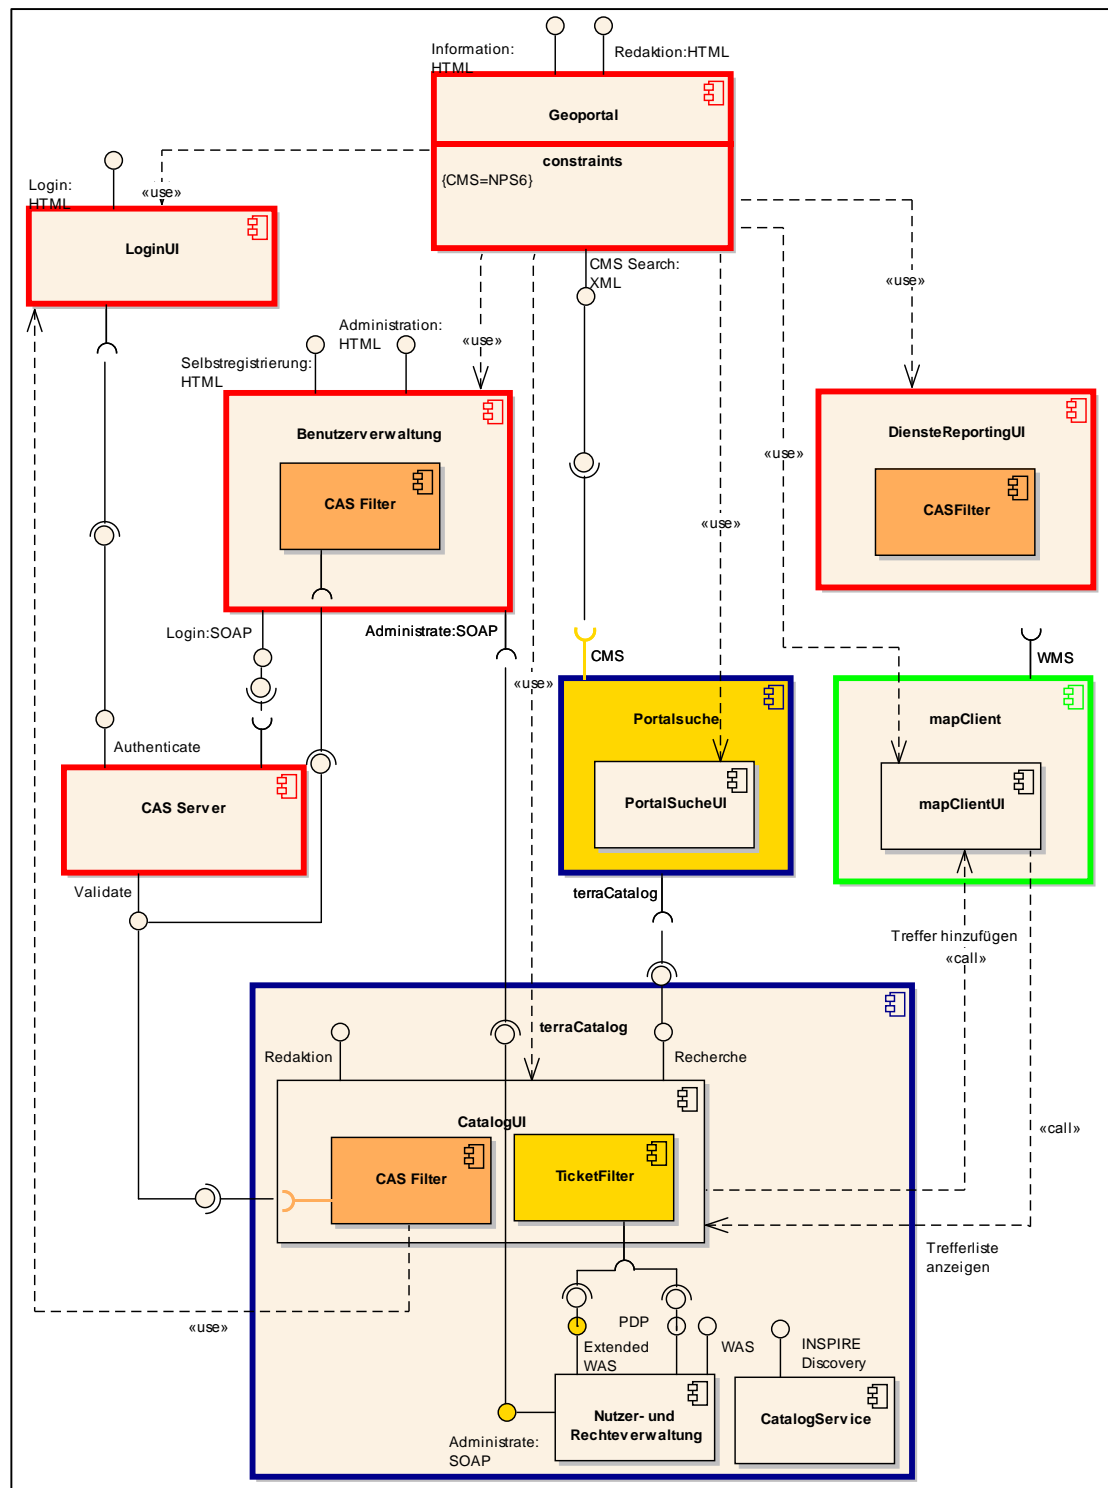 Information:
HTML
Redaktion:HTML
Geoportal
constraints
{CMS=NPS6}
Login:
HTML
«use»
LoginUI
CMS Search:
XML
«use»
Administration:
HTML
«use»
Selbstregistrierung:
HTML
Benutzerverwaltung
CAS Filter
DiensteReportingUI
CASFilter
«use»
«use»
Login:SOAP
Administrate:SOAP
CMS
WMS
«use»
Portalsuche
PortalSucheUI
mapClient
mapClientUI
Authenticate
CAS Server
Validate
terraCatalog
Treffer hinzufügen
«call»
terraCatalog
Redaktion
Recherche
CatalogUI
CAS Filter
TicketFilter
«call»
Trefferliste
anzeigen
«use»
PDP
Extended
WAS
WAS
INSPIRE
Discovery
Nutzer- und
Rechteverwaltung
CatalogService
Administrate:
SOAP